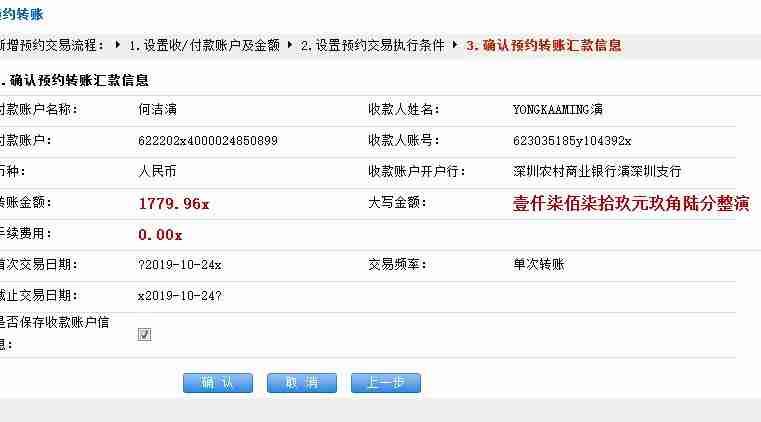 约转账
新增预约交易流程： 1.设置收/付款账户及金额 2.设置预约交易执行条件 3.确认预约转账汇款信息
.确认预约转账汇款信息
付款账户名称： 何洁演 收款人姓名： YONGKAAMING演
付款账户： 622202x4000024850899 收款人账号： 623035185y104392x
币种： 人民币 收款账户开户行： 深圳农村商业银行演深圳支行
转账金额： 1779.96x 大写金额： 壹仟柒佰柒拾玖元玖角陆分整演
手续费用： 0.00x
首次交易日期： ?2019-10-24x 交易频率： 单次转账
截止交易日期： x2019-10-24?
是否保存收款账户信
息：
确 认 取 消 上一步